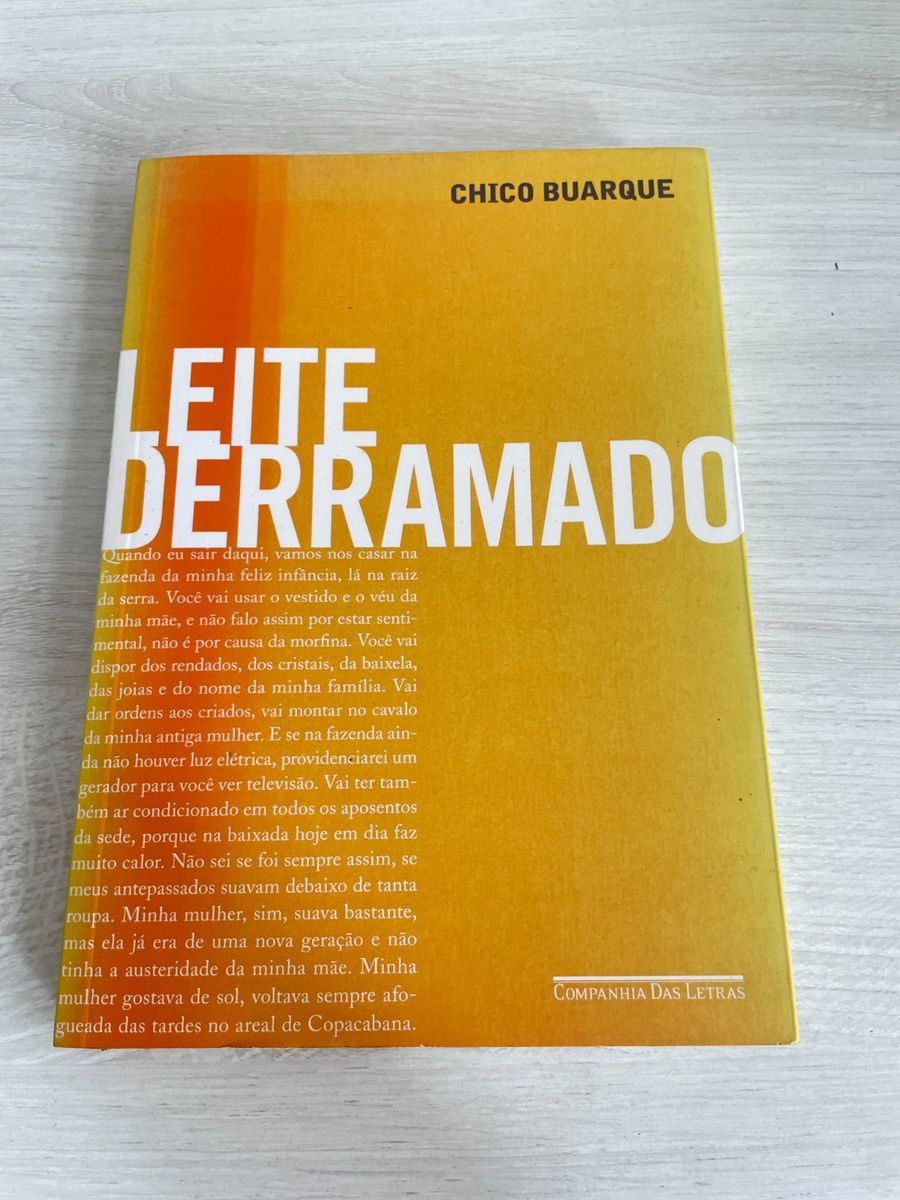 CHICO BUARQUE
LEITE
DERRAMADO
Quando eu sair daqui, vamos nos casar na
fazenda da minha feliz infância, lá na raiz
da serra. Você vai usar o vestido e o véu da
minha mãe, e não falo assim por estar senti-
mental, não é por causa da morfina. Você vai
dispor dos rendados, dos cristais, da baixela,
das joias e do nome da minha família. Vai
dar ordens aos criados, vai montar no cavalo
da minha antiga mulher. E se na fazenda ain-
da não houver luz elétrica, providenciarei um
gerador para você ver televisão. Vai ter tam-
bém ar condicionado em todos os aposentos
da sede, porque na baixada hoje em dia faz
muito calor. Não sei se foi sempre assim, se
meus antepassados suavam debaixo de tanta
roupa. Minha mulher, sim, suava bastante,
mas ela já era de uma nova geração e não
tinha a austeridade da minha mãe. Minha
mulher gostava de sol, voltava sempre afo-
gueada das tardes no areal de Copacabana.
COMPANHIA DAS LETRAS